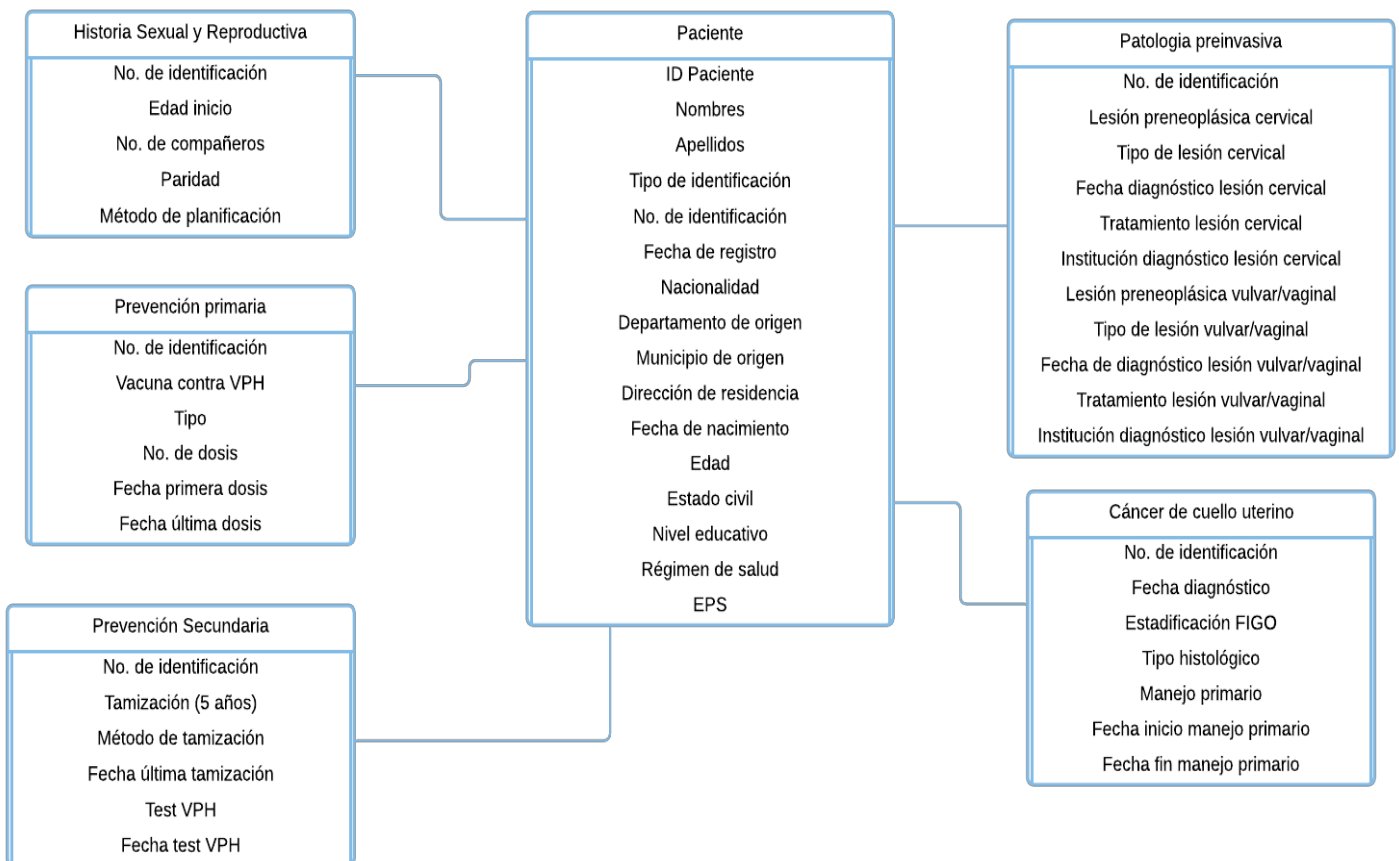 Historia Sexual y Reproductiva
No. de identificación
Edad inicio
No. de compañeros
Paridad
Método de planificación
Prevención primaria
No. de identificación
Vacuna contra VPH
Tipo
No. de dosis
Fecha primera dosis
Fecha última dosis
Prevención Secundaria
No. de identificación
Tamización (5 años)
Método de tamización
Fecha última tamización
Test VPH
Fecha test VPH
Paciente
ID Paciente
Nombres
Apellidos
Tipo de identificación
No. de identificación
Fecha de registro
Nacionalidad
Departamento de origen
Municipio de origen
Dirección de residencia
Fecha de nacimiento
Edad
Estado civil
Nivel educativo
Régimen de salud
EPS
Patologia preinvasiva
No. de identificación
Lesión preneoplásica cervical
Tipo de lesión cervical
Fecha diagnóstico lesión cervical
Tratamiento lesión cervical
Institución diagnóstico lesión cervical
Lesión preneoplásica vulvar/vaginal
Tipo de lesión vulvar/vaginal
Fecha de diagnóstico lesión vulvar/vaginal
Tratamiento lesión vulvar/vaginal
Institución diagnóstico lesión vulvar/vaginal
Cáncer de cuello uterino
No. de identificación
Fecha diagnóstico
Estadificación FIGO
Tipo histológico
Manejo primario
Fecha inicio manejo primario
Fecha fin manejo primario